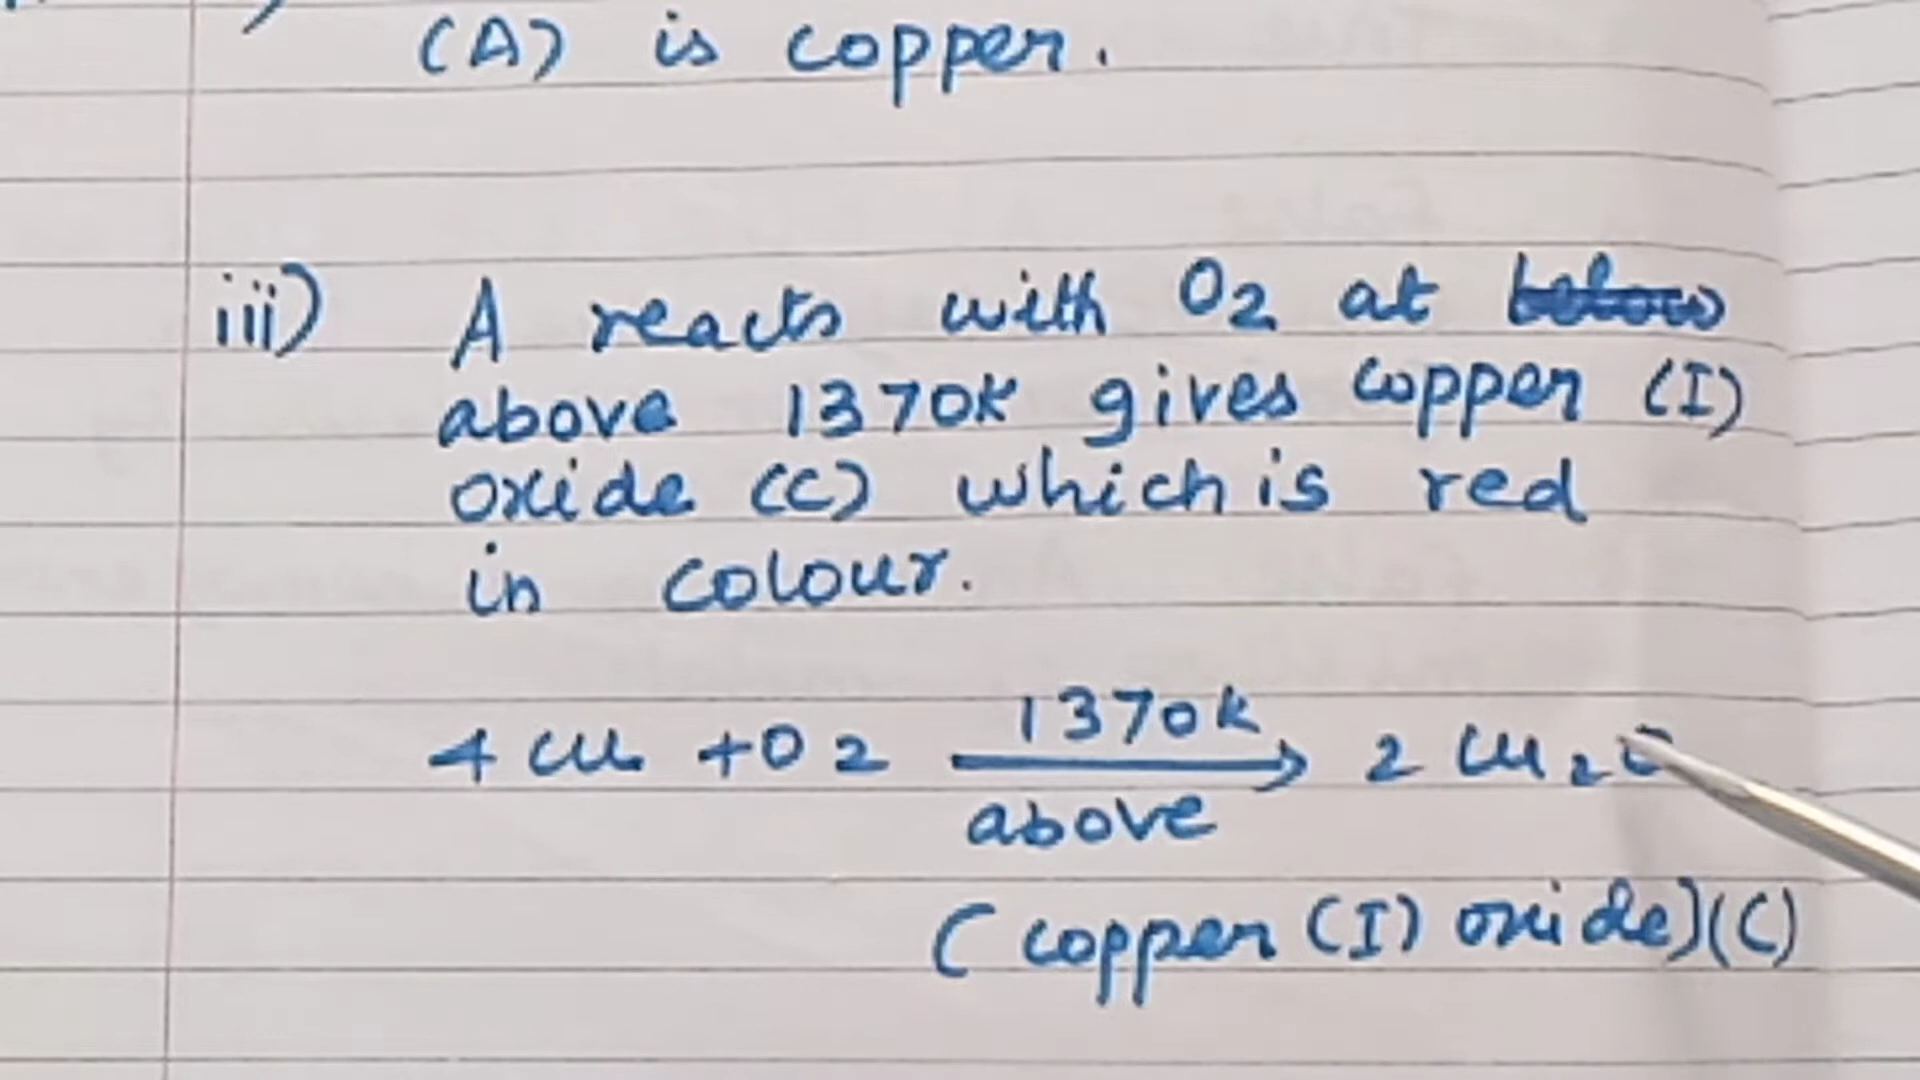 (A) is copper.
iii) A reacts with O2 at below
above 1370K gives copper (I)
oxide (C) which is red
in colour.
1370K
4 Cu + O2 → 2 Cu2O
above
(copper (I) oxide) (C)